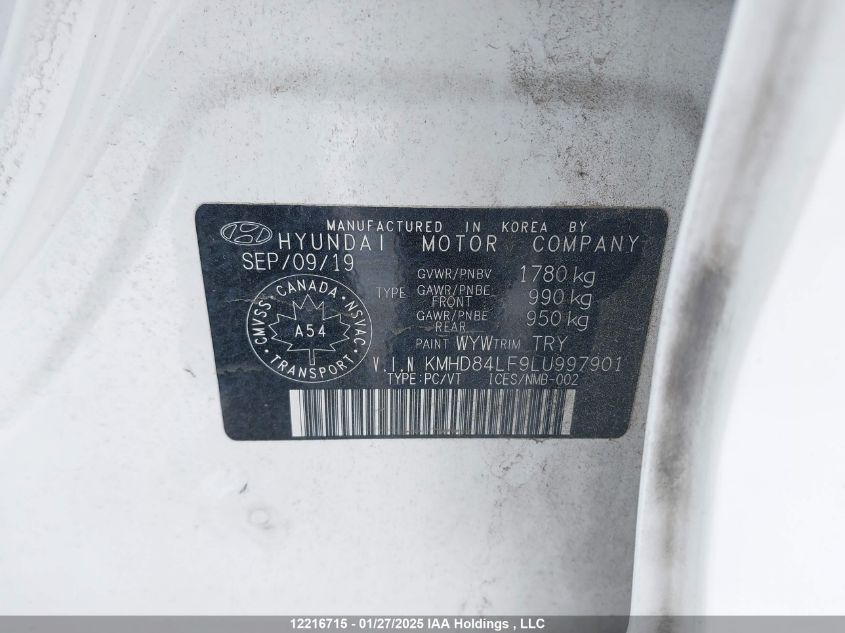 MANUFACTURED IN KOREA BY
HYUNDAI MOTOR COMPANY
SEP/09/19
GVWR/PNBV 1780 kg
TYPE
GAWR/PNBE FRONT 990 kg
GAWR/PNBE REAR 950 kg
CANADA
CMVSS
NSVAC
A54
TRANSPORT
PAINT WYW TRIM TRY
V.I.N KMHD84LF9LU997901
TYPE:PC/VT ICES/NMB-002
12216715 - 01/27/2025 IAA Holdings, LLC